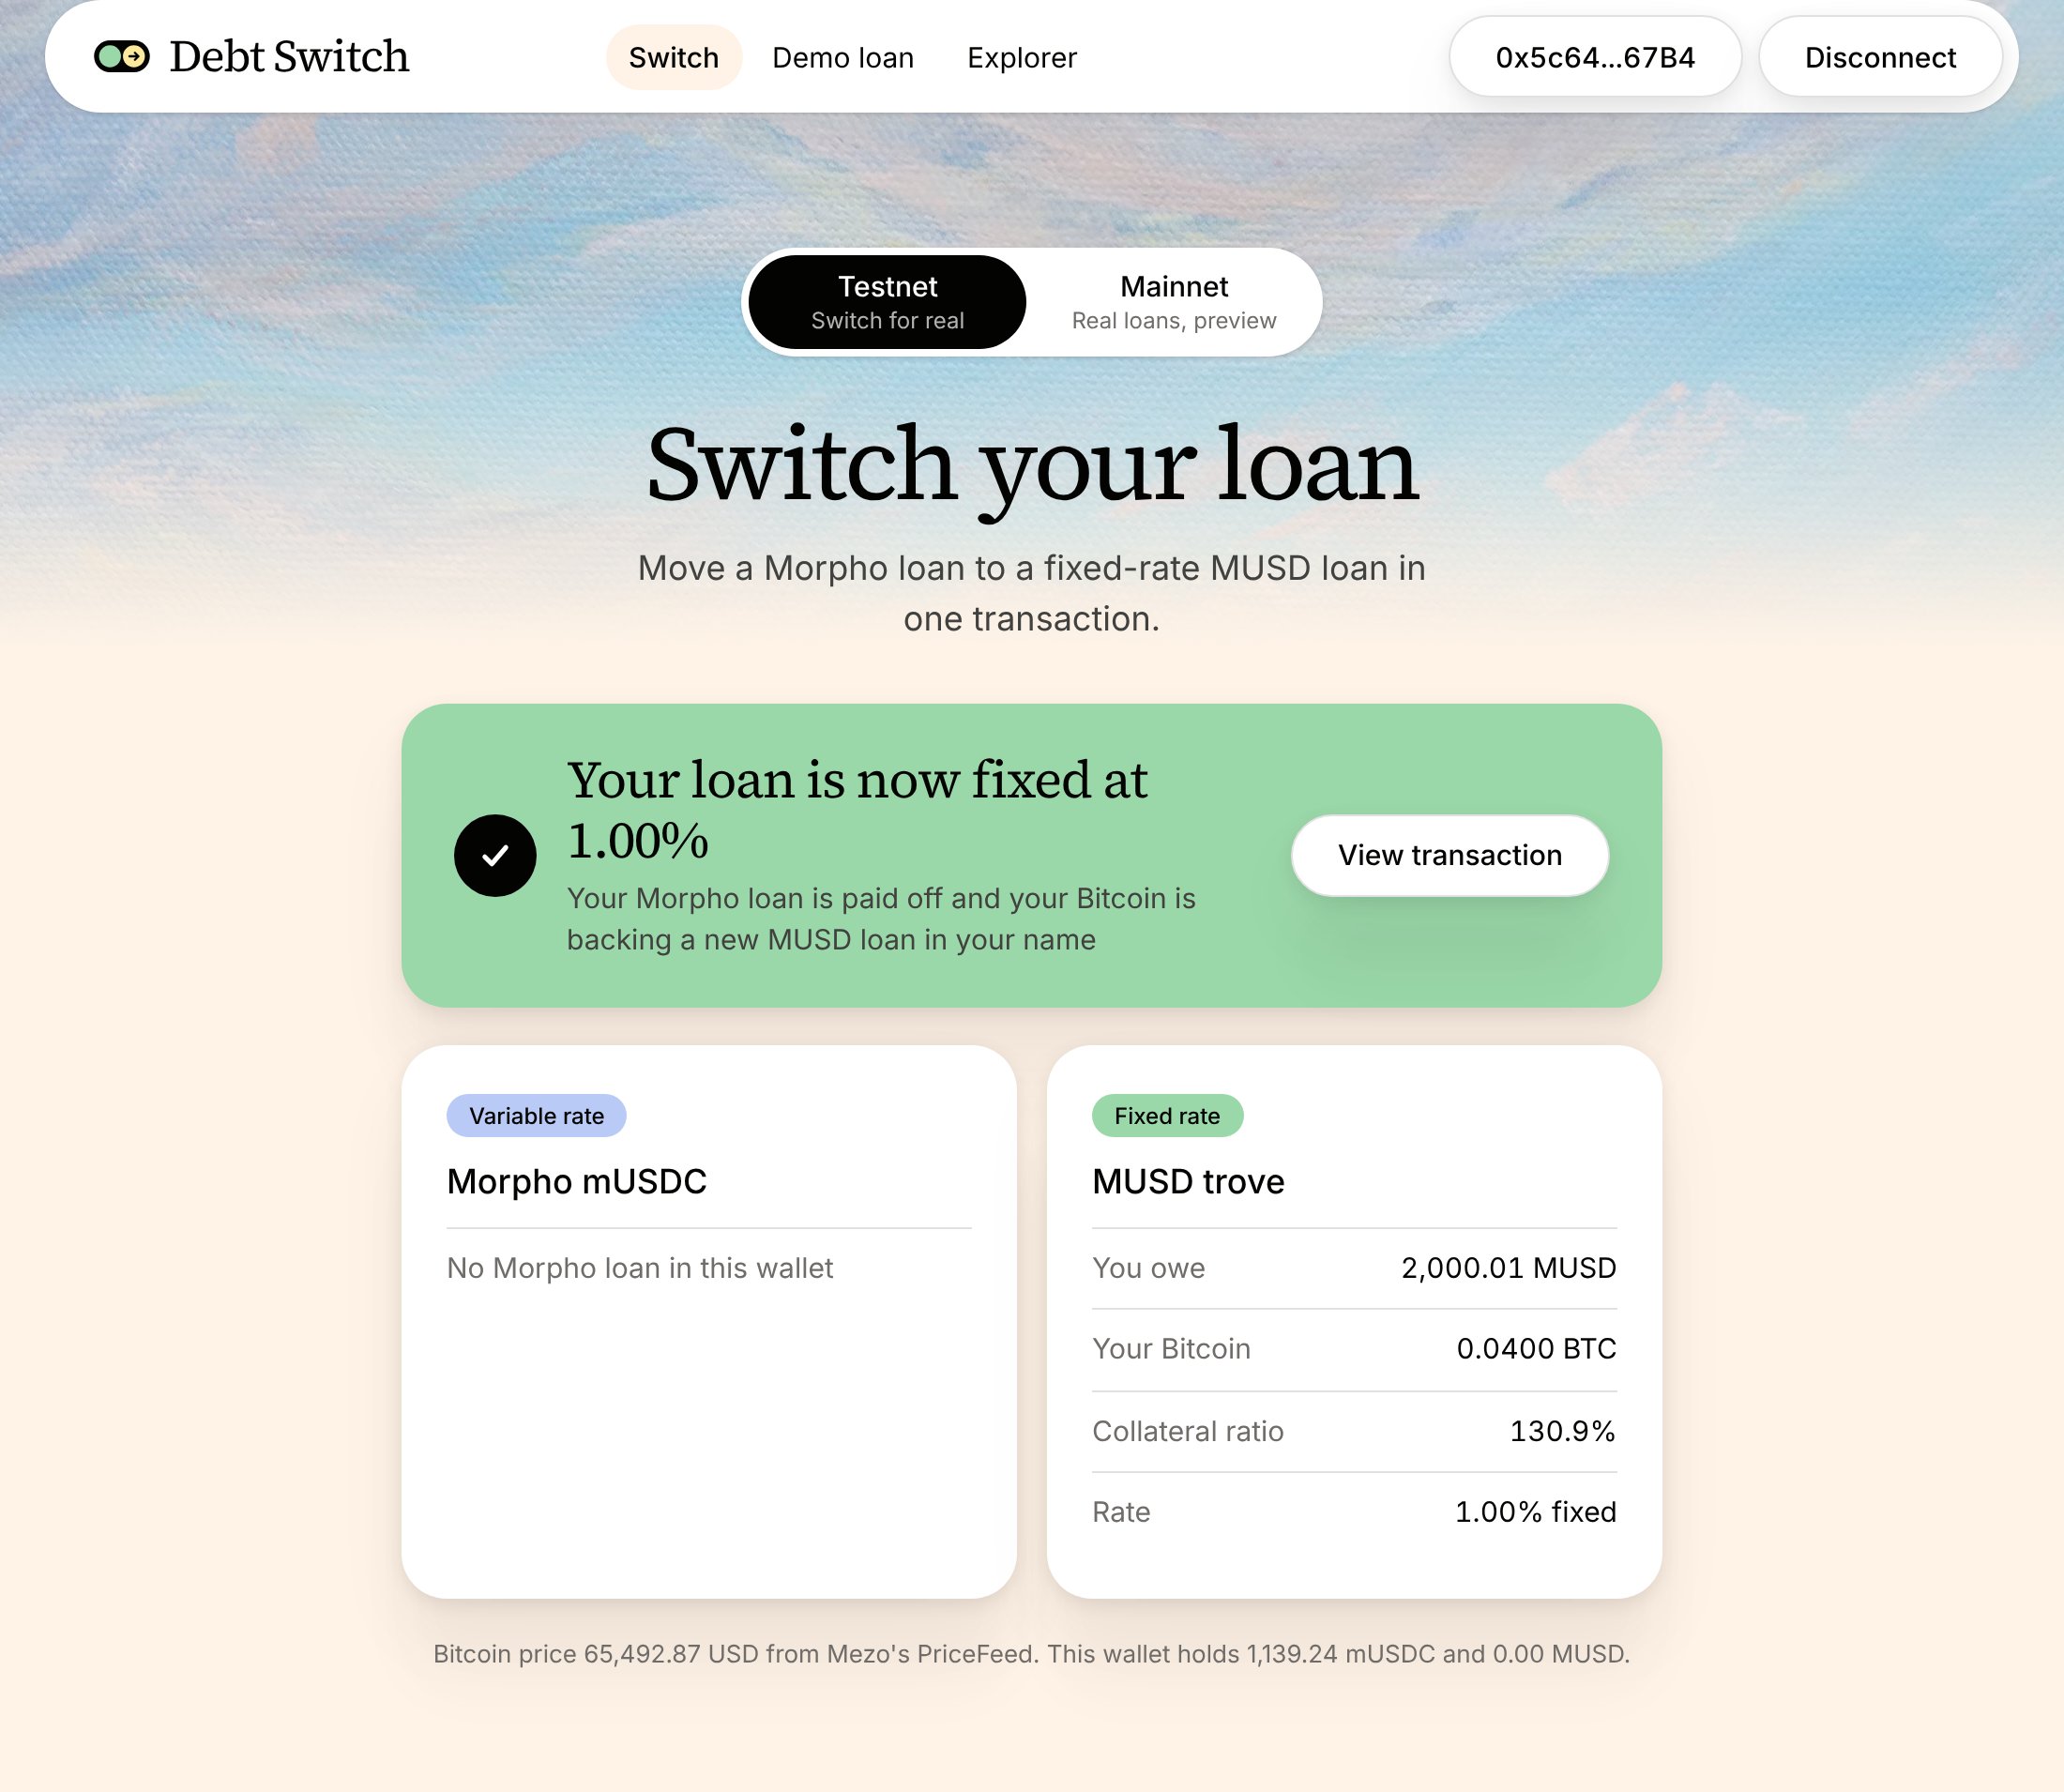 Debt Switch
Switch
Demo loan
Explorer
0x5c64...67B4
Disconnect
Testnet
Switch for real
Mainnet
Real loans, preview
Switch your loan
Move a Morpho loan to a fixed-rate MUSD loan in
one transaction.
Your loan is now fixed at
1.00%
Your Morpho loan is paid off and your Bitcoin is
backing a new MUSD loan in your name
View transaction
Variable rate
Morpho mUSDC
No Morpho loan in this wallet
Fixed rate
MUSD trove
You owe 2,000.01 MUSD
Your Bitcoin 0.0400 BTC
Collateral ratio 130.9%
Rate 1.00% fixed
Bitcoin price 65,492.87 USD from Mezo's PriceFeed. This wallet holds 1,139.24 mUSDC and 0.00 MUSD.